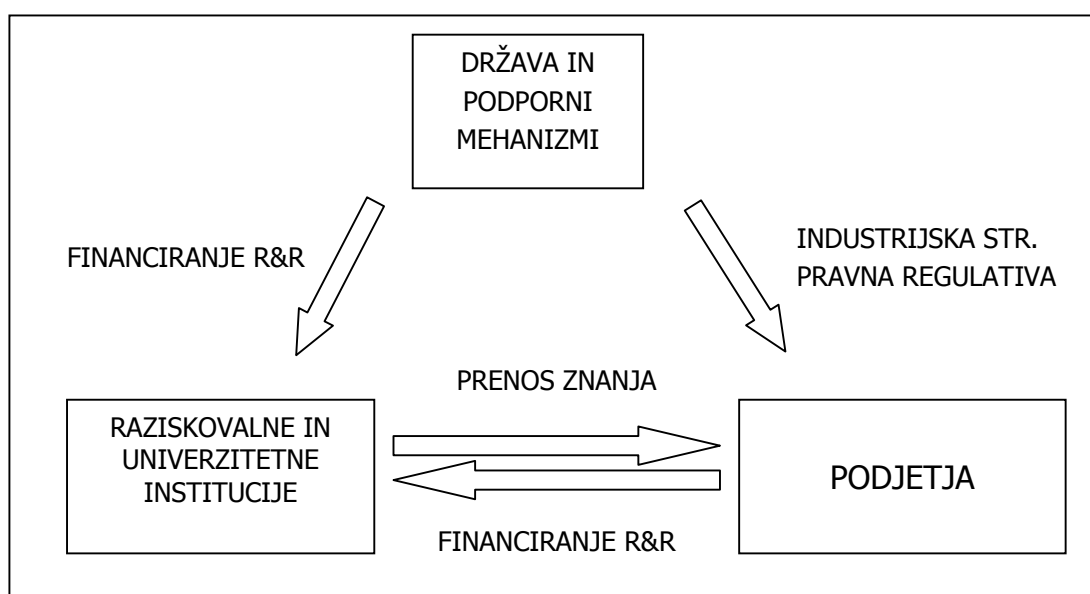 DRŽAVA IN
PODPORNI
MEHANIZMI
FINANCIRANJE R&R
INDUSTRIJSKA STR.
PRAVNA REGULATIVA
PRENOS ZNANJA
RAZISKOVALNE IN
UNIVERZITETNE
INSTITUCIJE
PODJETJA
FINANCIRANJE R&R